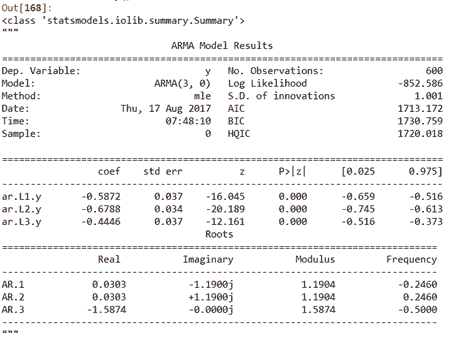 Out[168]:
<class 'statsmodels.iolib.summary.Summary'>
"""
ARMA Model Results
==============================================================================
Dep. Variable: y No. Observations: 600
Model: ARMA(3, 0) Log Likelihood -852.586
Method: mle S.D. of innovations 1.001
Date: Thu, 17 Aug 2017 AIC 1713.172
Time: 07:48:10 BIC 1730.759
Sample: 0 HQIC 1720.018
==============================================================================
coef std err z P>|z| [0.025 0.975]
------------------------------------------------------------------------------
ar.L1.y -0.5872 0.037 -16.045 0.000 -0.659 -0.516
ar.L2.y -0.6788 0.034 -20.189 0.000 -0.745 -0.613
ar.L3.y -0.4446 0.037 -12.161 0.000 -0.516 -0.373
Roots
==============================================================================
Real Imaginary Modulus Frequency
------------------------------------------------------------------------------
AR.1 0.0303 -1.1900j 1.1904 -0.2460
AR.2 0.0303 +1.1900j 1.1904 0.2460
AR.3 -1.5874 -0.0000j 1.5874 -0.5000
------------------------------------------------------------------------------
"""